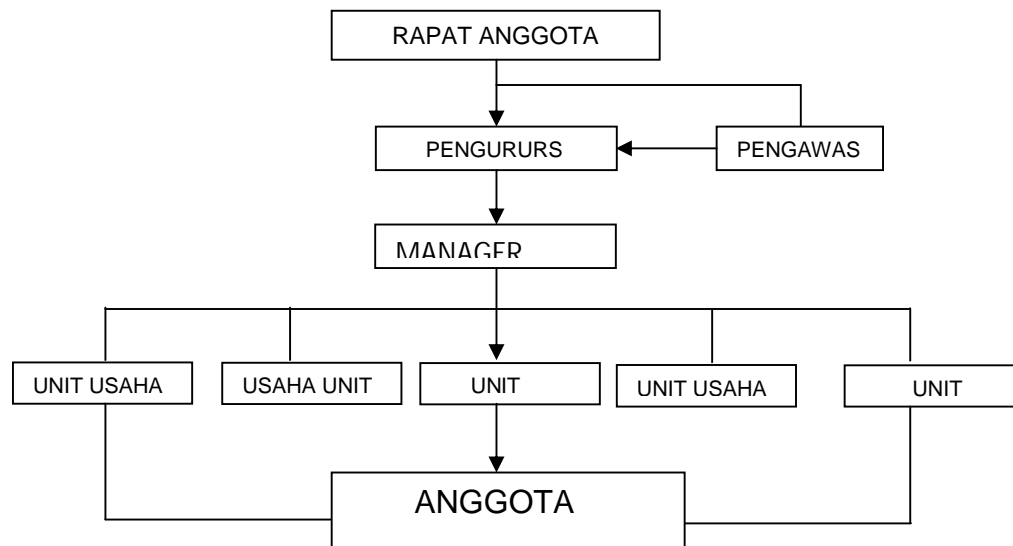 RAPAT ANGGOTA
PENGURURS
PENGAWAS
MANAGER
UNIT USAHA
USAHA UNIT
UNIT
UNIT USAHA
UNIT
ANGGOTA